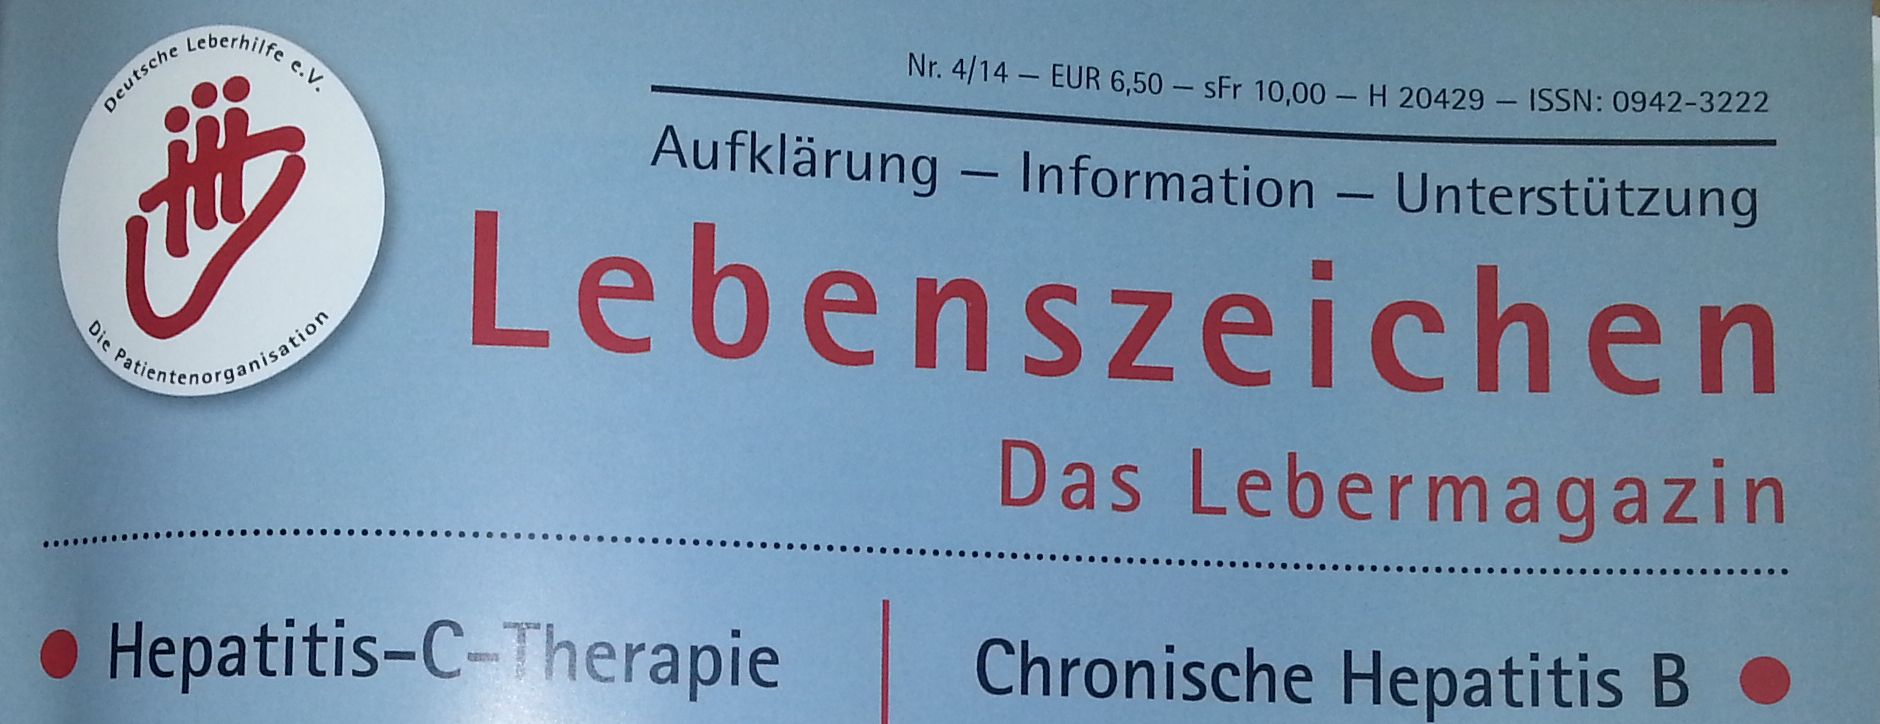 Deutsche Leberhilfe e.V.
Die Patientenorganisation
Nr. 4/14 – EUR 6,50 – sFr 10,00 – H 20429 – ISSN: 0942-3222
Aufklärung – Information – Unterstützung
Lebenszeichen
Das Lebermagazin
Hepatitis-C-Therapie
Chronische Hepatitis B